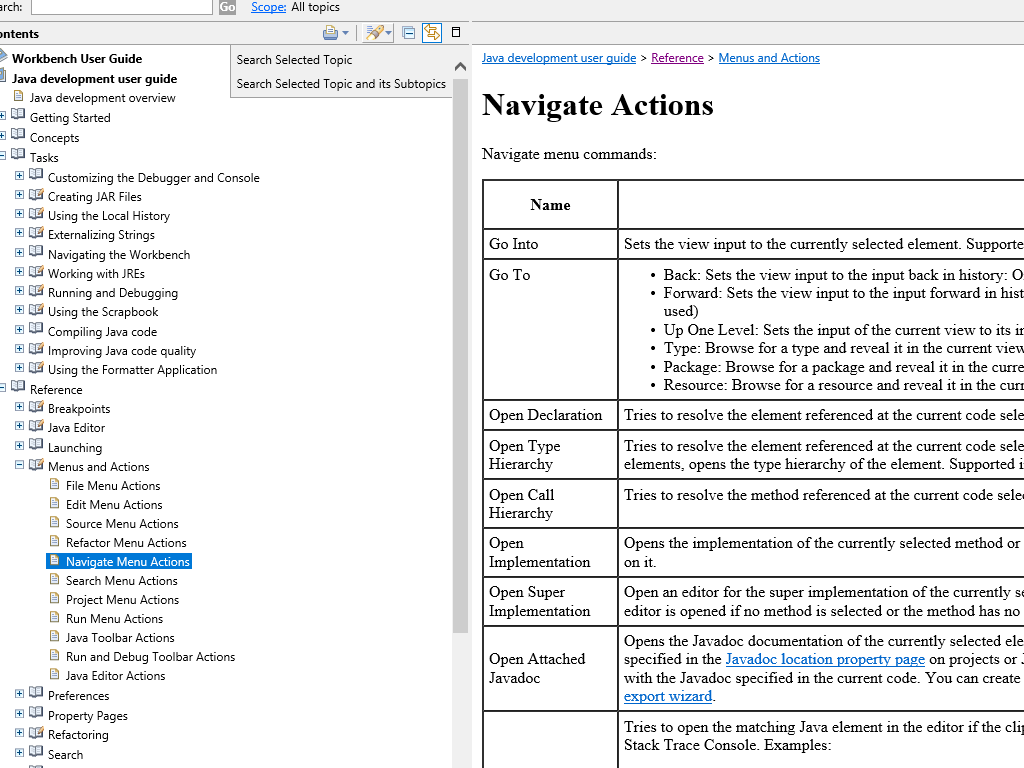 arch: Go Scope: All topics
ontents
Workbench User Guide
Java development user guide
Java development overview
Getting Started
Concepts
Tasks
Customizing the Debugger and Console
Creating JAR Files
Using the Local History
Externalizing Strings
Navigating the Workbench
Working with JREs
Running and Debugging
Using the Scrapbook
Compiling Java code
Improving Java code quality
Using the Formatter Application
Reference
Breakpoints
Java Editor
Launching
Menus and Actions
File Menu Actions
Edit Menu Actions
Source Menu Actions
Refactor Menu Actions
Navigate Menu Actions
Search Menu Actions
Project Menu Actions
Run Menu Actions
Java Toolbar Actions
Run and Debug Toolbar Actions
Java Editor Actions
Preferences
Property Pages
Refactoring
Search
Search Selected Topic
Search Selected Topic and its Subtopics
Java development user guide > Reference > Menus and Actions
Navigate Actions
Navigate menu commands:
Name
Go Into
Sets the view input to the currently selected element. Supporte
Go To
• Back: Sets the view input to the input back in history: O
• Forward: Sets the view input to the input forward in hist
used)
• Up One Level: Sets the input of the current view to its i
• Type: Browse for a type and reveal it in the current view
• Package: Browse for a package and reveal it in the curre
• Resource: Browse for a resource and reveal it in the curr
Open Declaration
Tries to resolve the element referenced at the current code sele
Open Type
Hierarchy
Tries to resolve the element referenced at the current code sele
elements, opens the type hierarchy of the element. Supported i
Open Call
Hierarchy
Tries to resolve the method referenced at the current code selec
Open
Implementation
Opens the implementation of the currently selected method or
on it.
Open Super
Implementation
Open an editor for the super implementation of the currently se
editor is opened if no method is selected or the method has no
Open Attached
Javadoc
Opens the Javadoc documentation of the currently selected ele
specified in the Javadoc location property page on projects or J
with the Javadoc specified in the current code. You can create
export wizard.
Tries to open the matching Java element in the editor if the clip
Stack Trace Console. Examples: